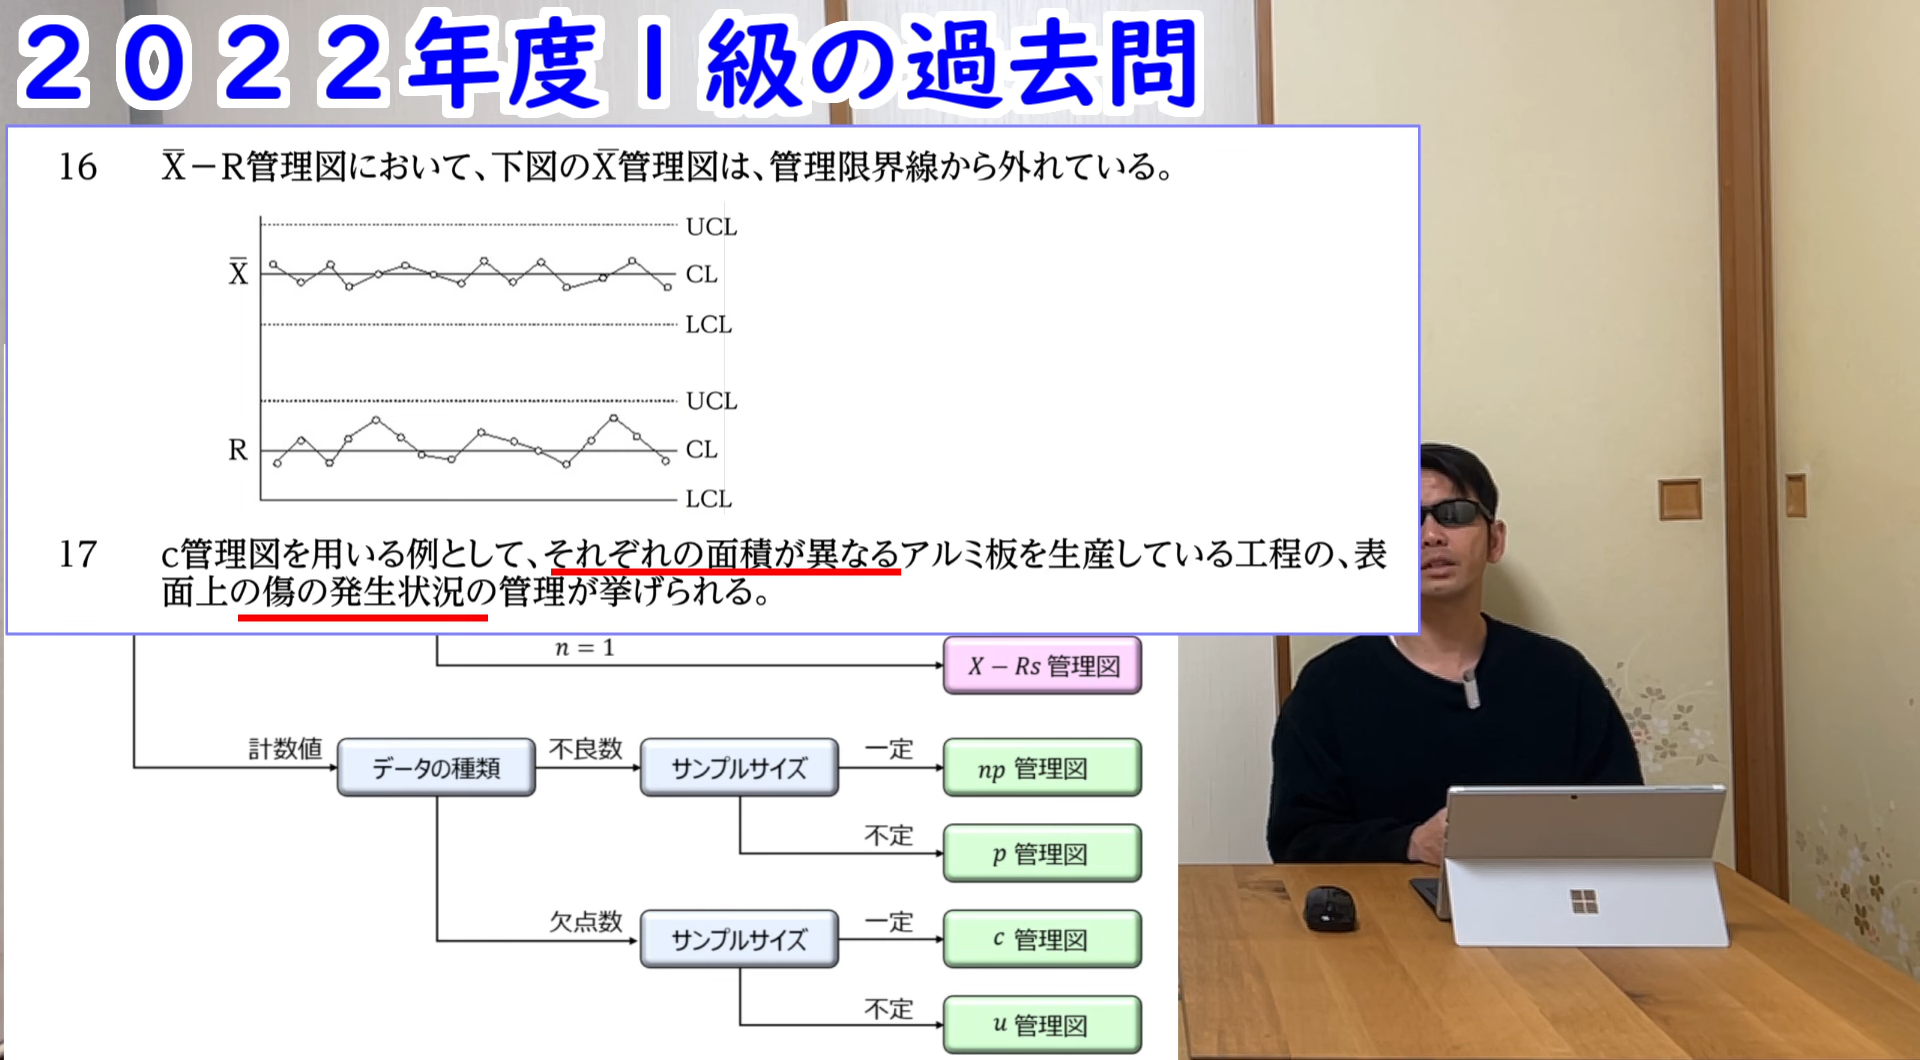 2022年度1級の過去問
16 X̅－R管理図において、下図のX̅管理図は、管理限界線から外れている。
UCL
X̅ CL
LCL
UCL
R CL
LCL
17 c管理図を用いる例として、それぞれの面積が異なるアルミ板を生産している工程の、表
面上の傷の発生状況の管理が挙げられる。
n = 1
X － Rs 管理図
計数値
データの種類
不良数
サンプルサイズ
一定
np 管理図
不定
p 管理図
欠点数
サンプルサイズ
一定
c 管理図
不定
u 管理図